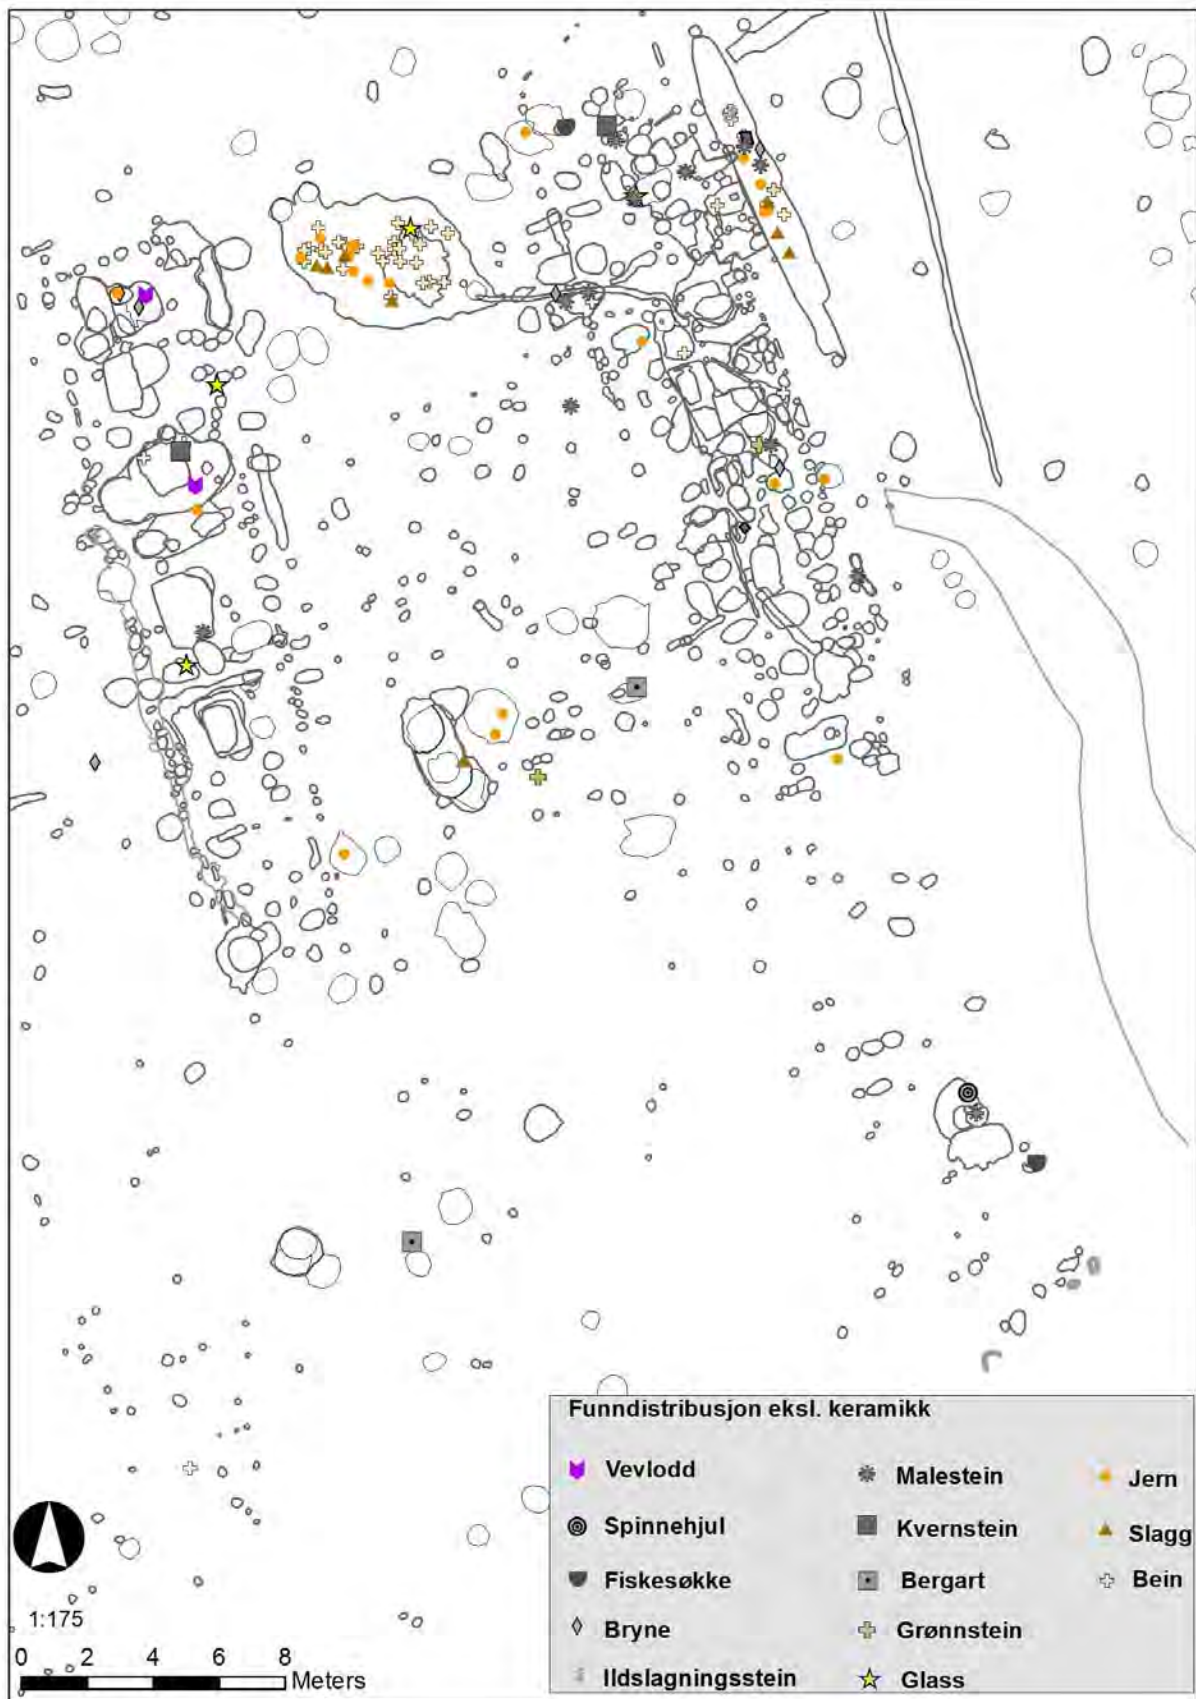 Funndistribusjon eksl. keramikk
Vevlodd
Malestein
Jern
Spinnehjul
Kvernstein
Slagg
Fiskesøkke
Bergart
Bein
Bryne
Grønnstein
Ildslagningsstein
Glass
1:175
0 2 4 6 8
Meters